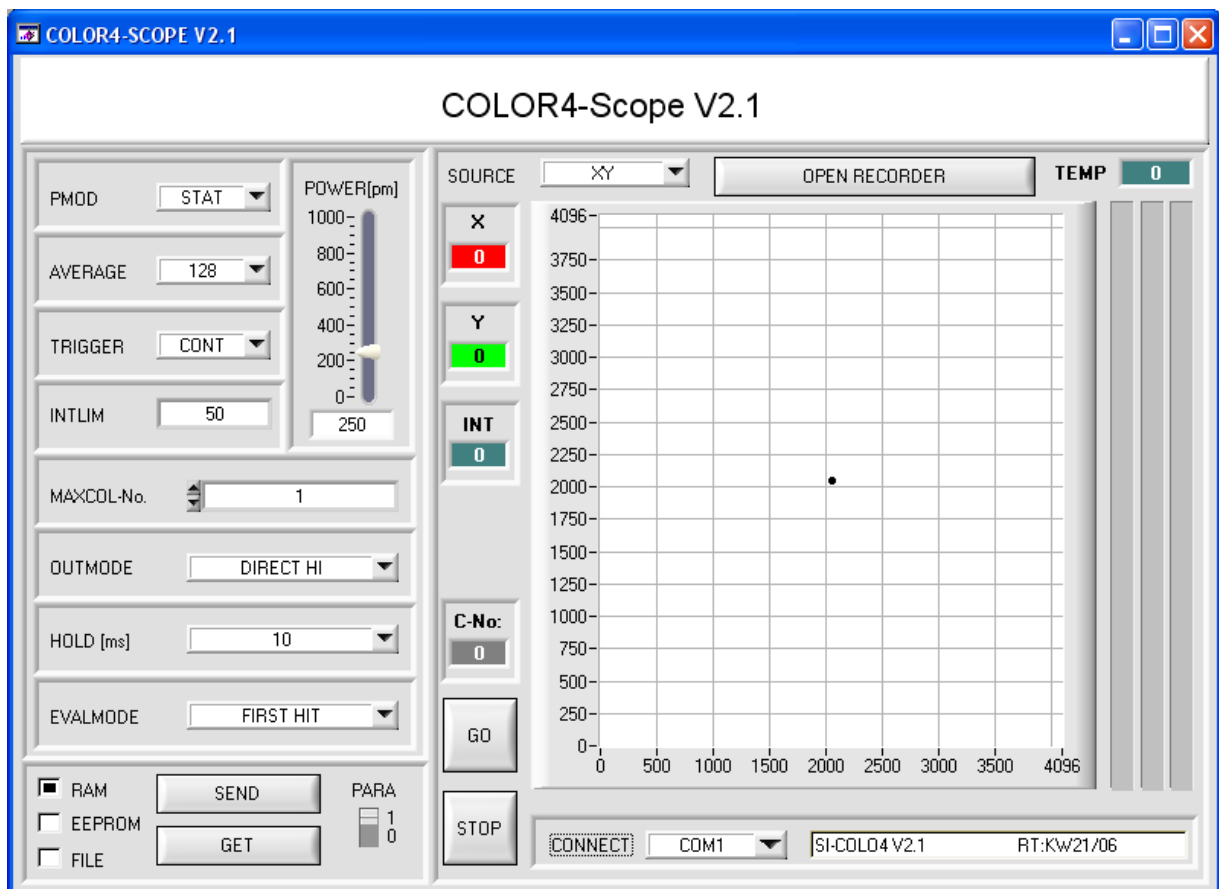 COLOR4-SCOPE V2.1
COLOR4-Scope V2.1
PMOD STAT
AVERAGE 128
TRIGGER CONT
INTLIM 50
POWER[pm]
1000
800
600
400
200
0
250
MAXCOL-No. 1
OUTMODE DIRECT HI
HOLD [ms] 10
EVALMODE FIRST HIT
RAM
EEPROM
FILE
SEND
GET
PARA
1
0
SOURCE XY OPEN RECORDER TEMP 0
X
0
Y
0
INT
0
C-No:
0
GO
STOP
4096
3750
3500
3250
3000
2750
2500
2250
2000
1750
1500
1250
1000
750
500
250
0
0 500 1000 1500 2000 2500 3000 3500 4096
CONNECT COM1 SI-COLO4 V2.1 RT:KW21/06